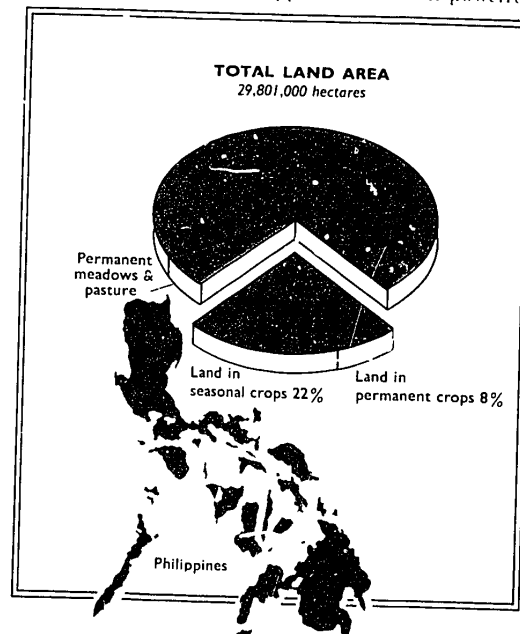 TOTAL LAND AREA
29,801,000 hectares
Permanent
meadows &
pasture
Land in
seasonal crops 22%
Land in
permanent crops 8%
Philippines